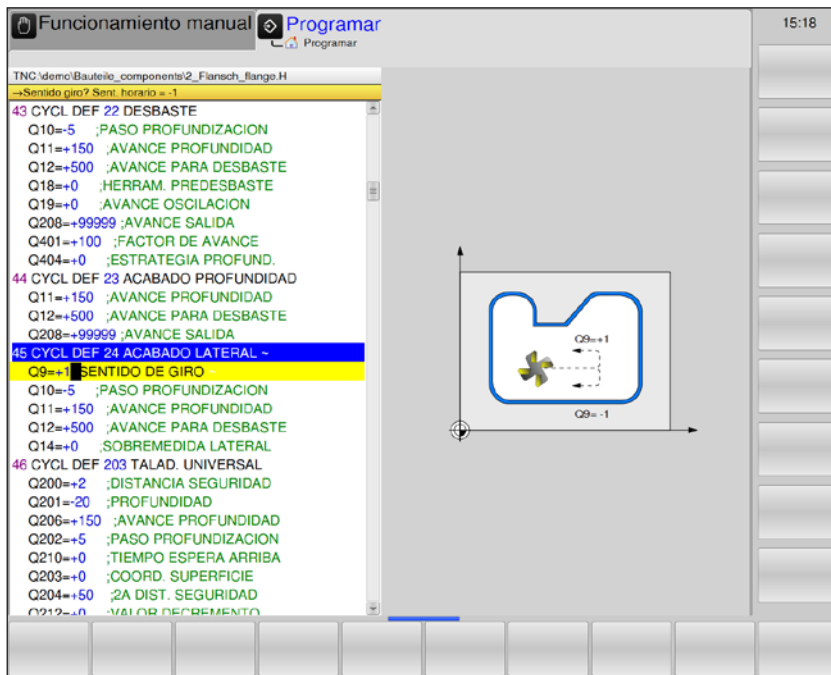 Funcionamiento manual
Programar
15:18
Programar
TNC:\demo\Bauteile_components\2_Flansch_flange.H
→Sentido giro? Sent. horario = -1
43 CYCL DEF 22 DESBASTE
Q10=-5 ;PASO PROFUNDIZACION
Q11=+150 ;AVANCE PROFUNDIDAD
Q12=+500 ;AVANCE PARA DESBASTE
Q18=+0 ;HERRAM. PREDESBASTE
Q19=+0 ;AVANCE OSCILACION
Q208=+99999 ;AVANCE SALIDA
Q401=+100 ;FACTOR DE AVANCE
Q404=+0 ;ESTRATEGIA PROFUND.
44 CYCL DEF 23 ACABADO PROFUNDIDAD
Q11=+150 ;AVANCE PROFUNDIDAD
Q12=+500 ;AVANCE PARA DESBASTE
Q208=+99999 ;AVANCE SALIDA
45 CYCL DEF 24 ACABADO LATERAL ~
Q9=+1 SENTIDO DE GIRO ~
Q10=-5 ;PASO PROFUNDIZACION
Q11=+150 ;AVANCE PROFUNDIDAD
Q12=+500 ;AVANCE PARA DESBASTE
Q14=+0 ;SOBREMEDIDA LATERAL
46 CYCL DEF 203 TALAD. UNIVERSAL
Q200=+2 ;DISTANCIA SEGURIDAD
Q201=-20 ;PROFUNDIDAD
Q206=+150 ;AVANCE PROFUNDIDAD
Q202=+5 ;PASO PROFUNDIZACION
Q210=+0 ;TIEMPO ESPERA ARRIBA
Q203=+0 ;COORD. SUPERFICIE
Q204=+50 ;2A DIST. SEGURIDAD
Q212=+0 ;VALOR DECREMENTO
Q9=+1
Q9= -1